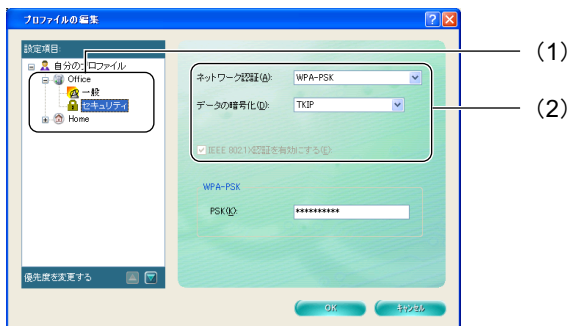 プロファイルの編集
設定項目:
自分のプロファイル
Office
一般
セキュリティ
Home
優先度を変更する
ネットワーク認証(A):
WPA-PSK
データの暗号化(D):
TKIP
IEEE 802.1X認証を有効にする(E):
WPA-PSK
PSK(K):
**********
OK
キャンセル
(1)
(2)